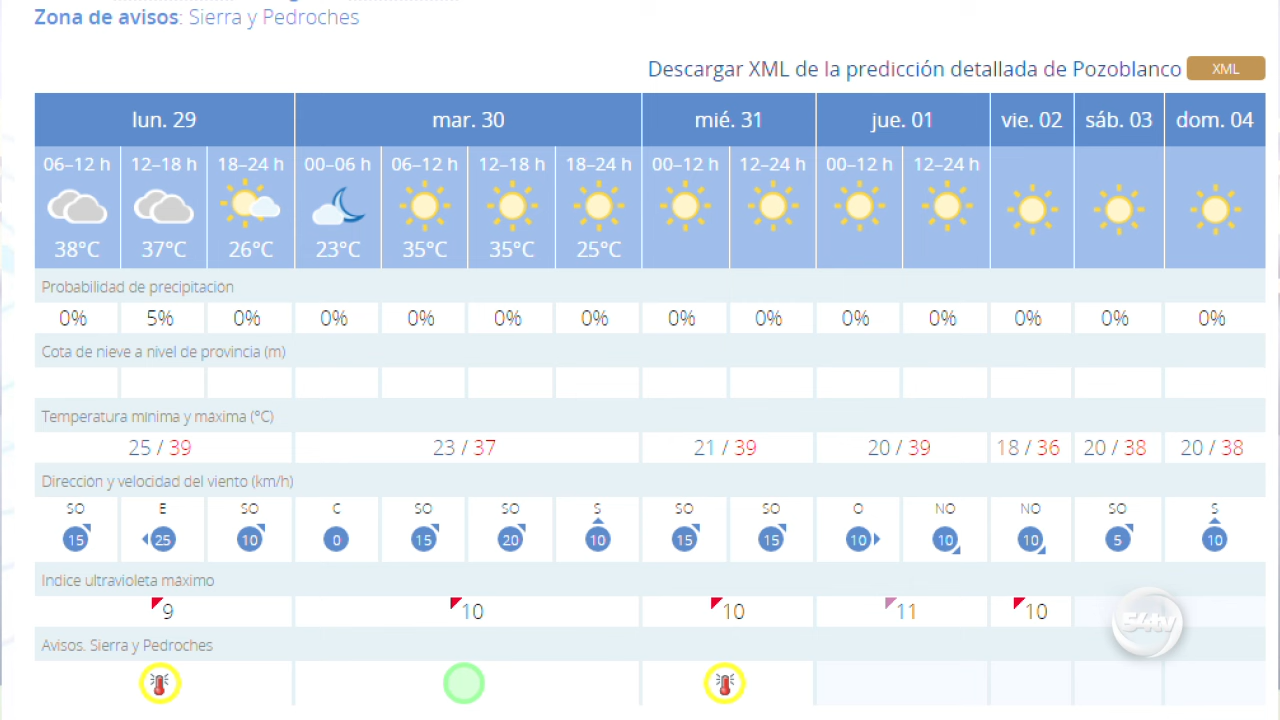 Zona de avisos: Sierra y Pedroches
Descargar XML de la predicción detallada de Pozoblanco XML
lun. 29 mar. 30 mié. 31 jue. 01 vie. 02 sáb. 03 dom. 04
06–12 h 12–18 h 18–24 h 00–06 h 06–12 h 12–18 h 18–24 h 00–12 h 12–24 h 00–12 h 12–24 h
38°C 37°C 26°C 23°C 35°C 35°C 25°C
Probabilidad de precipitación
0% 5% 0% 0% 0% 0% 0% 0% 0% 0% 0% 0% 0% 0%
Cota de nieve a nivel de provincia (m)
Temperatura mínima y máxima (°C)
25 / 39 23 / 37 21 / 39 20 / 39 18 / 36 20 / 38 20 / 38
Dirección y velocidad del viento (km/h)
SO E SO C SO SO S SO SO O NO NO SO S
15 25 10 0 15 20 10 15 15 10 10 10 5 10
Indice ultravioleta máximo
9 10 10 11 10
54tv
Avisos. Sierra y Pedroches